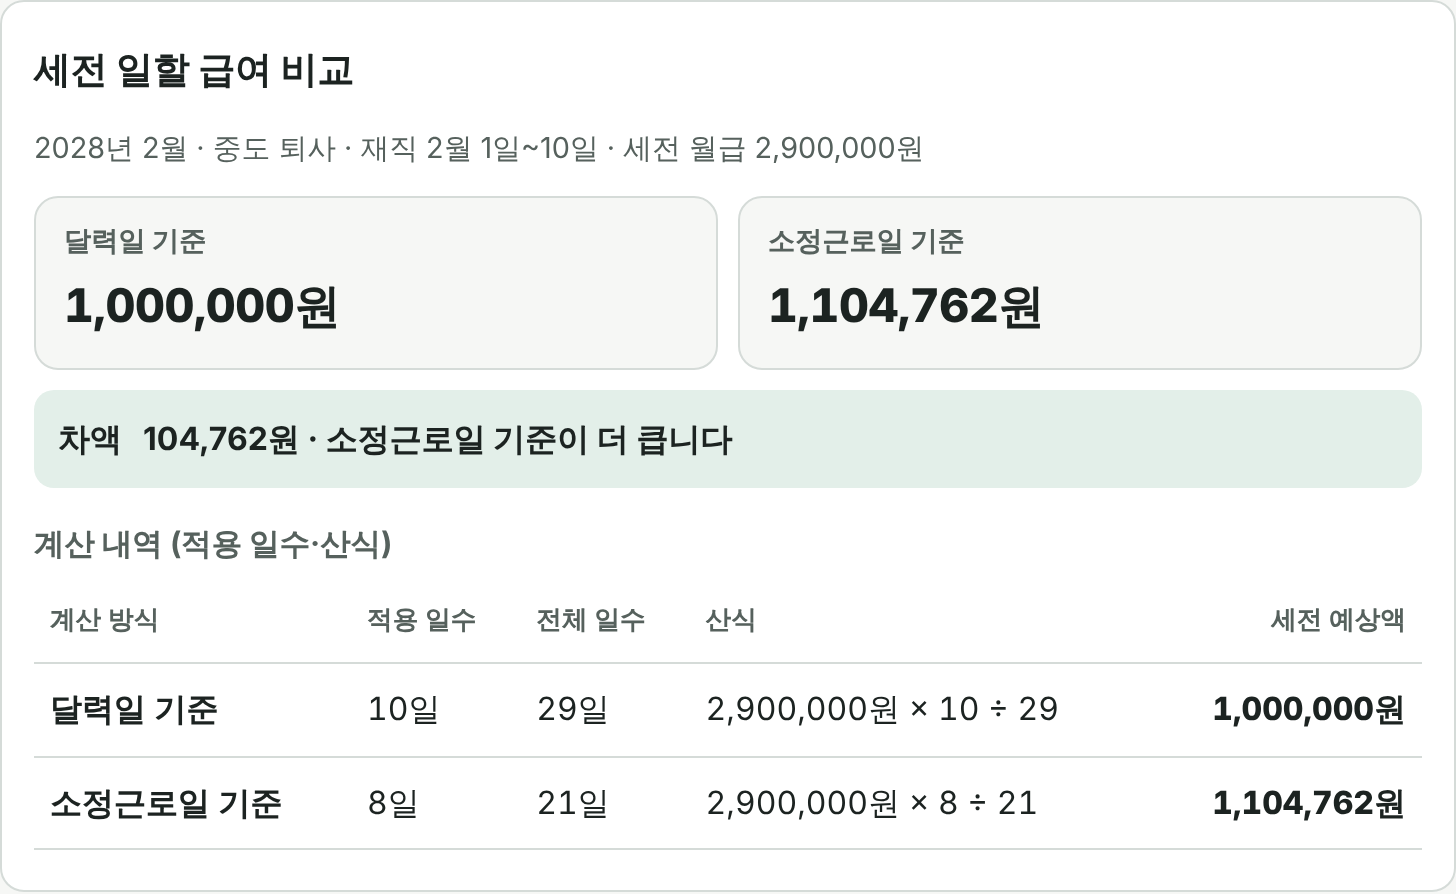 세전 일할 급여 비교
2028년 2월 · 중도 퇴사 · 재직 2월 1일~10일 · 세전 월급 2,900,000원
달력일 기준
1,000,000원
소정근로일 기준
1,104,762원
차액 104,762원 · 소정근로일 기준이 더 큽니다
계산 내역 (적용 일수·산식)
계산 방식 적용 일수 전체 일수 산식 세전 예상액
달력일 기준 10일 29일 2,900,000원 × 10 ÷ 29 1,000,000원
소정근로일 기준 8일 21일 2,900,000원 × 8 ÷ 21 1,104,762원